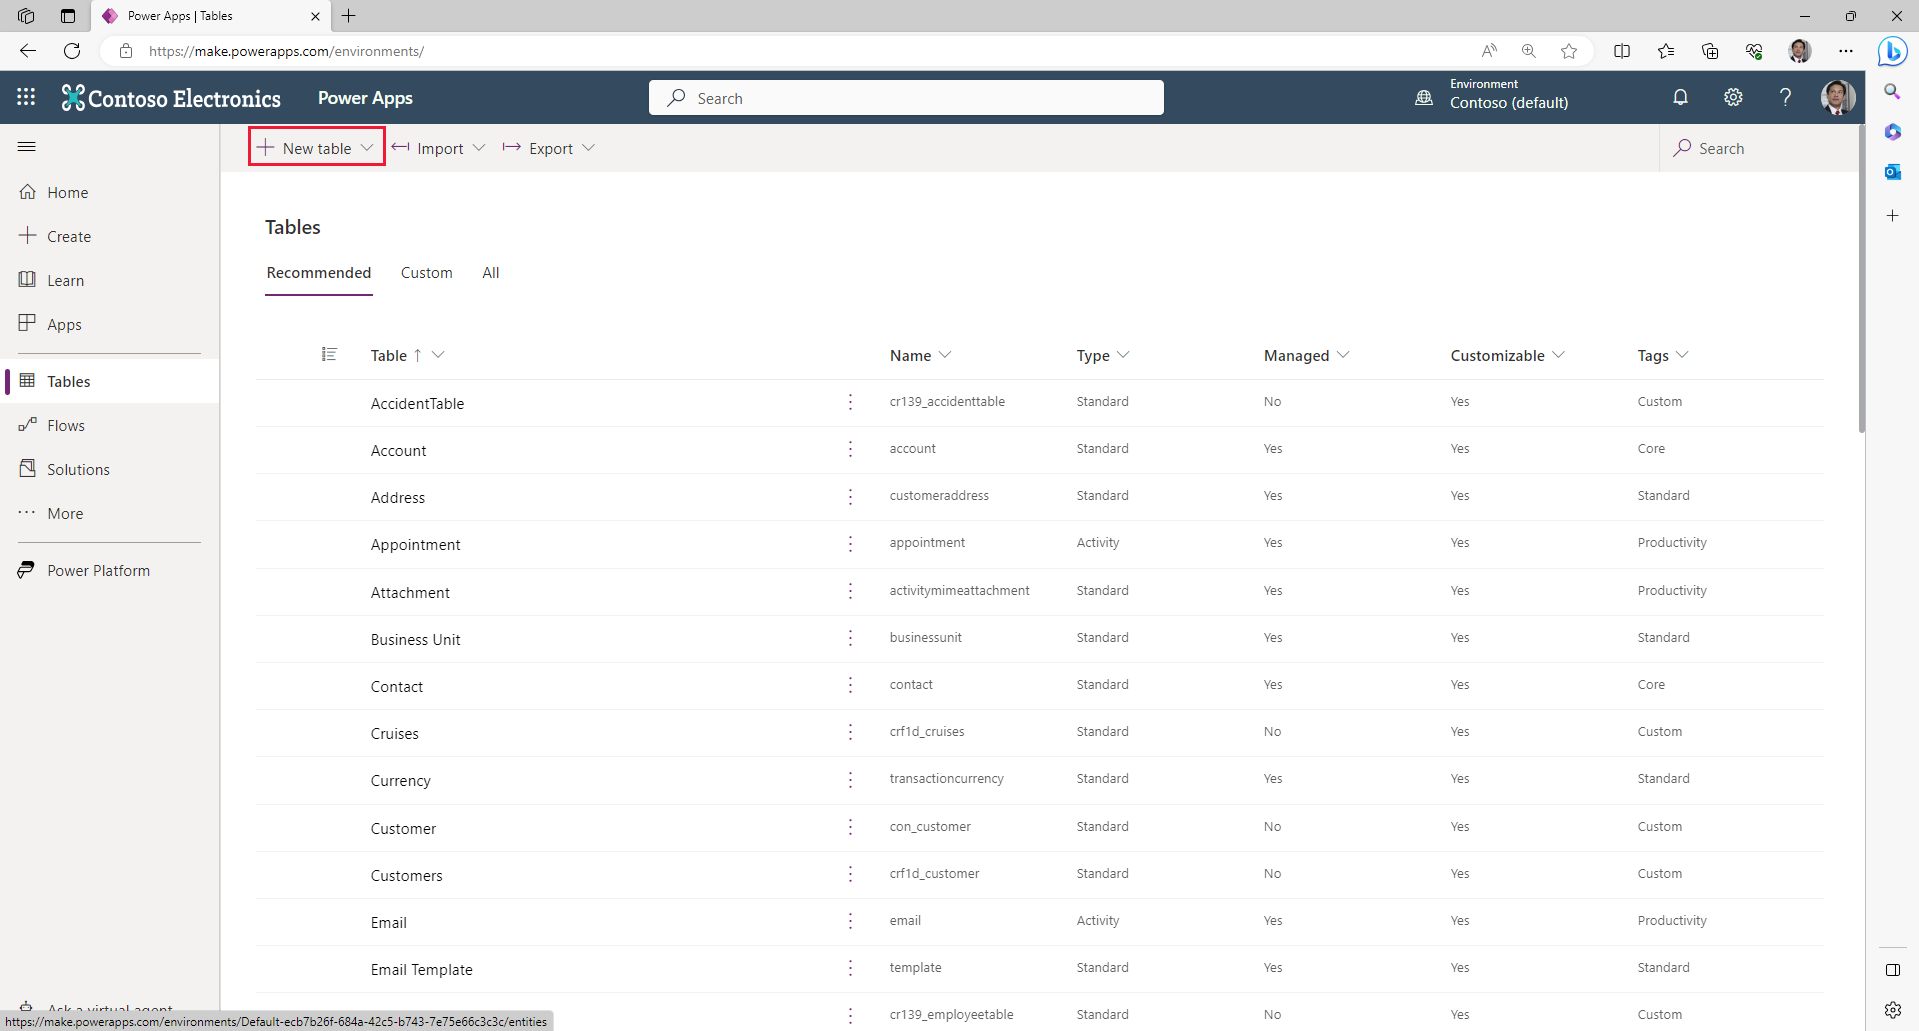 Power Apps | Tables
https://make.powerapps.com/environments/
Contoso Electronics
Power Apps
Search
Environment
Contoso (default)
New table
Import
Export
Search
Home
Create
Learn
Apps
Tables
Flows
Solutions
More
Power Platform
Ask a virtual agent
Tables
Recommended Custom All
Table ↑ Name Type Managed Customizable Tags
AccidentTable cr139_accidenttable Standard No Yes Custom
Account account Standard Yes Yes Core
Address customeraddress Standard Yes Yes Standard
Appointment appointment Activity Yes Yes Productivity
Attachment activitymimeattachment Standard Yes Yes Productivity
Business Unit businessunit Standard Yes Yes Standard
Contact contact Standard Yes Yes Core
Cruises crf1d_cruises Standard No Yes Custom
Currency transactioncurrency Standard Yes Yes Standard
Customer con_customer Standard No Yes Custom
Customers crf1d_customer Standard No Yes Custom
Email email Activity Yes Yes Productivity
Email Template template Standard Yes Yes Standard
cr139_employeetable Standard No Yes Custom
https://make.powerapps.com/environments/Default-ecb7b26f-684a-42c5-b743-7e75e66c3c3c/entities